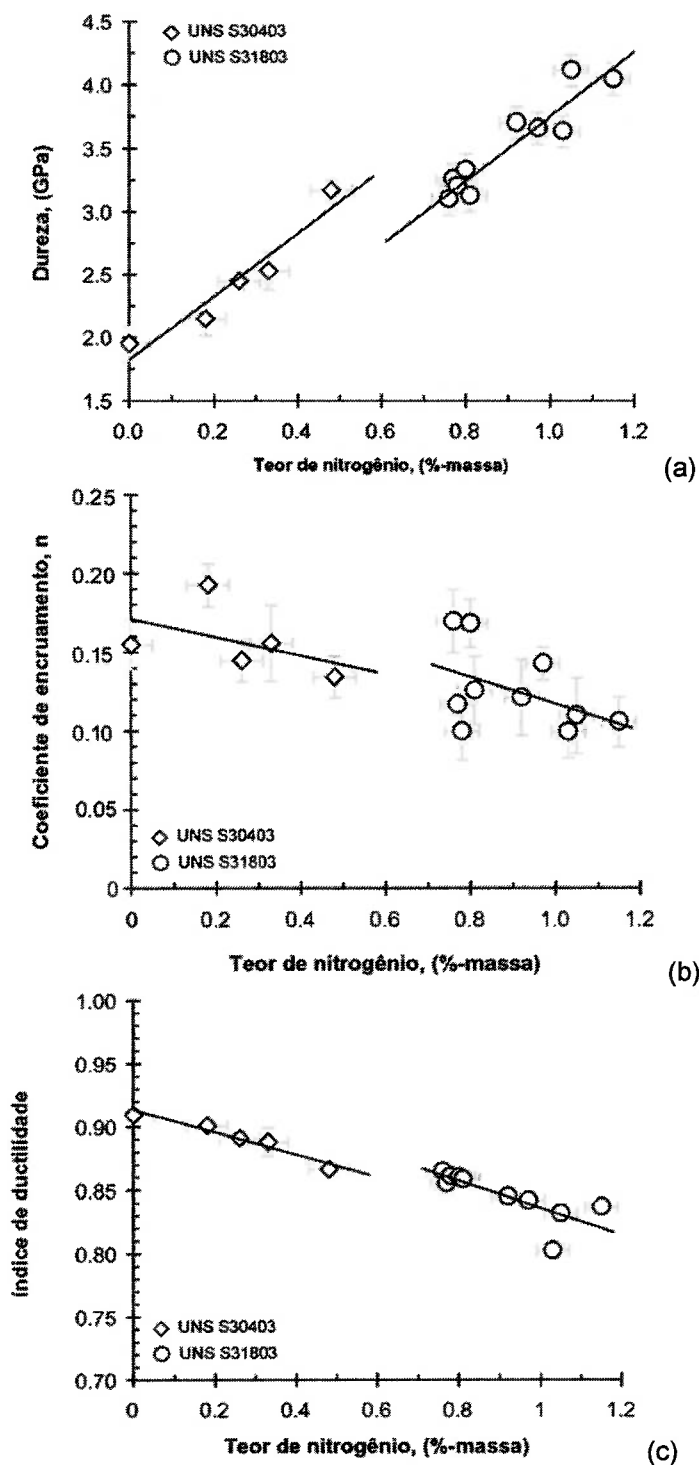 ◇ UNS S30403
○ UNS S31803
4.5
4.0
3.5
3.0
2.5
2.0
1.5
Dureza, (GPa)
0.0 0.2 0.4 0.6 0.8 1.0 1.2
Teor de nitrogênio, (%-massa)
(a)
0.25
0.20
0.15
0.10
0.05
0
Coeficiente de encruamento, n
◇ UNS S30403
○ UNS S31803
0 0.2 0.4 0.6 0.8 1 1.2
Teor de nitrogênio, (%-massa)
(b)
1.00
0.95
0.90
0.85
0.80
0.75
0.70
Índice de ductilidade
◇ UNS S30403
○ UNS S31803
0 0.2 0.4 0.6 0.8 1 1.2
Teor de nitrogênio, (%-massa)
(c)